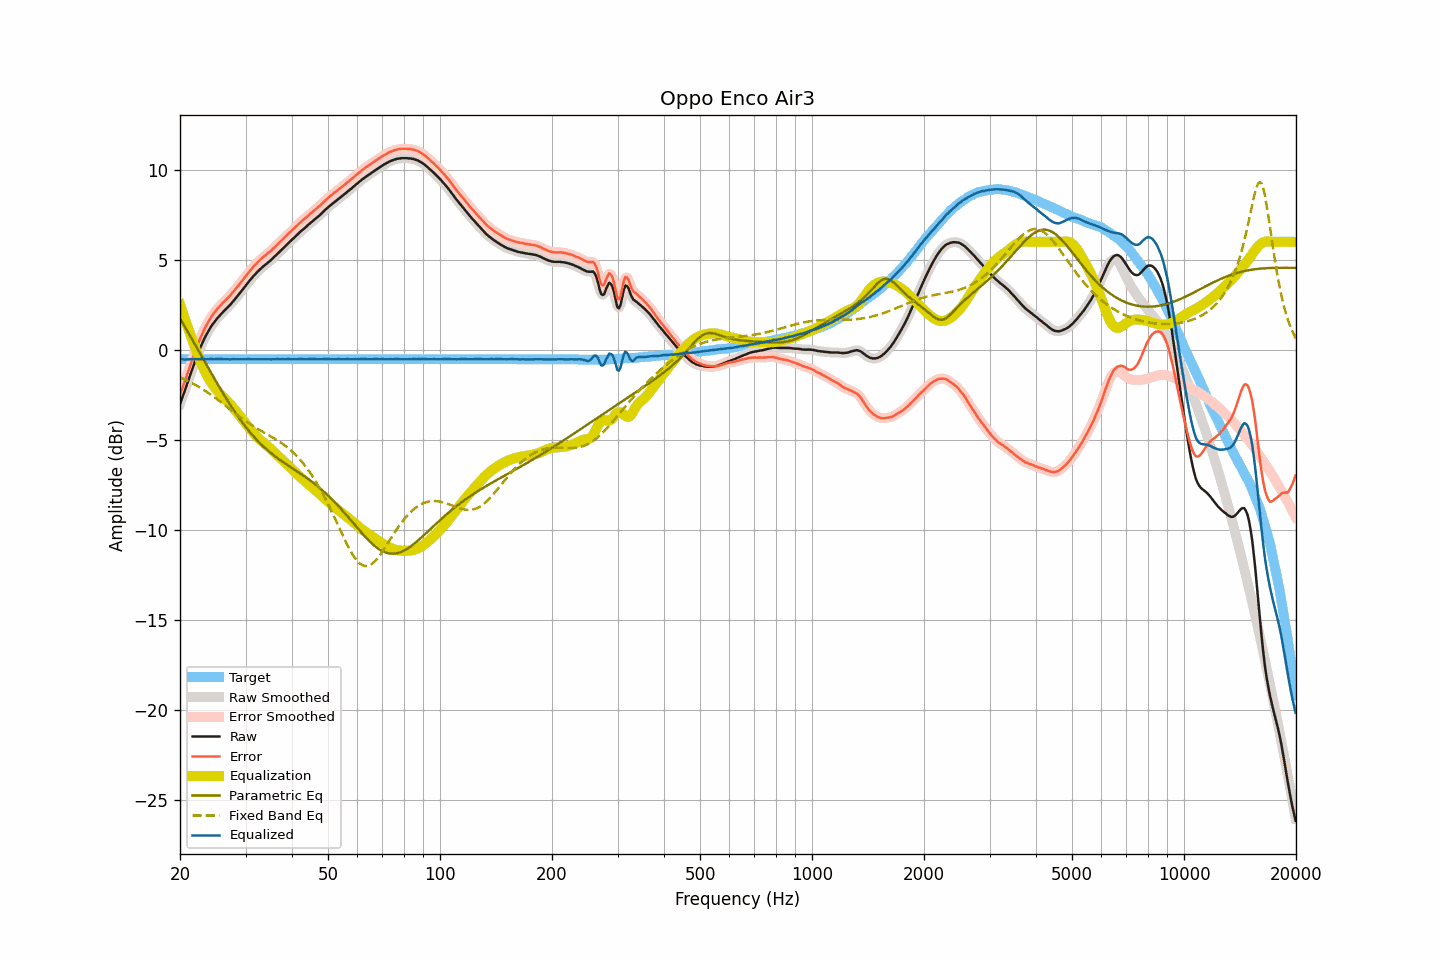 Oppo Enco Air3
Amplitude (dBr)
10
5
0
−5
−10
−15
−20
−25
Target
Raw Smoothed
Error Smoothed
Raw
Error
Equalization
Parametric Eq
Fixed Band Eq
Equalized
20 50 100 200 500 1000 2000 5000 10000 20000
Frequency (Hz)